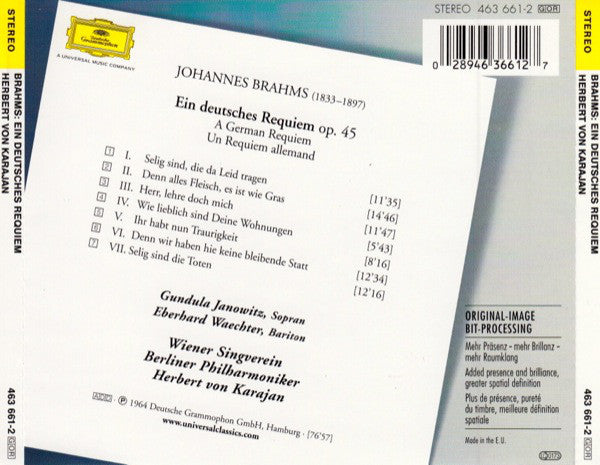 STEREO
BRAHMS: EIN DEUTSCHES REQUIEM
HERBERT VON KARAJAN
463 661-2 GOR
Deutsche
Grammophon
A UNIVERSAL MUSIC COMPANY
STEREO 463 661-2 GOR
0 28946 36612 7
JOHANNES BRAHMS (1833–1897)
Ein deutsches Requiem op. 45
A German Requiem
Un Requiem allemand
1 I. Selig sind, die da Leid tragen [11'35]
2 II. Denn alles Fleisch, es ist wie Gras [14'46]
3 III. Herr, lehre doch mich [11'47]
4 IV. Wie lieblich sind Deine Wohnungen [5'43]
5 V. Ihr habt nun Traurigkeit [8'16]
6 VI. Denn wir haben hie keine bleibende Statt [12'34]
7 VII. Selig sind die Toten [12'16]
Gundula Janowitz, Sopran
Eberhard Waechter, Bariton
Wiener Singverein
Berliner Philharmoniker
Herbert von Karajan
ADD · Ⓟ 1964 Deutsche Grammophon GmbH, Hamburg · [76'57]
www.universalclassics.com
ORIGINAL-IMAGE
BIT-PROCESSING
Mehr Präsenz – mehr Brillanz –
mehr Raumklang
Added presence and brilliance,
greater spatial definition
Plus de présence, pureté
du timbre, meilleure définition
spatiale
Made in the E. U.
STEREO
BRAHMS: EIN DEUTSCHES REQUIEM
HERBERT VON KARAJAN
463 661-2 GOR